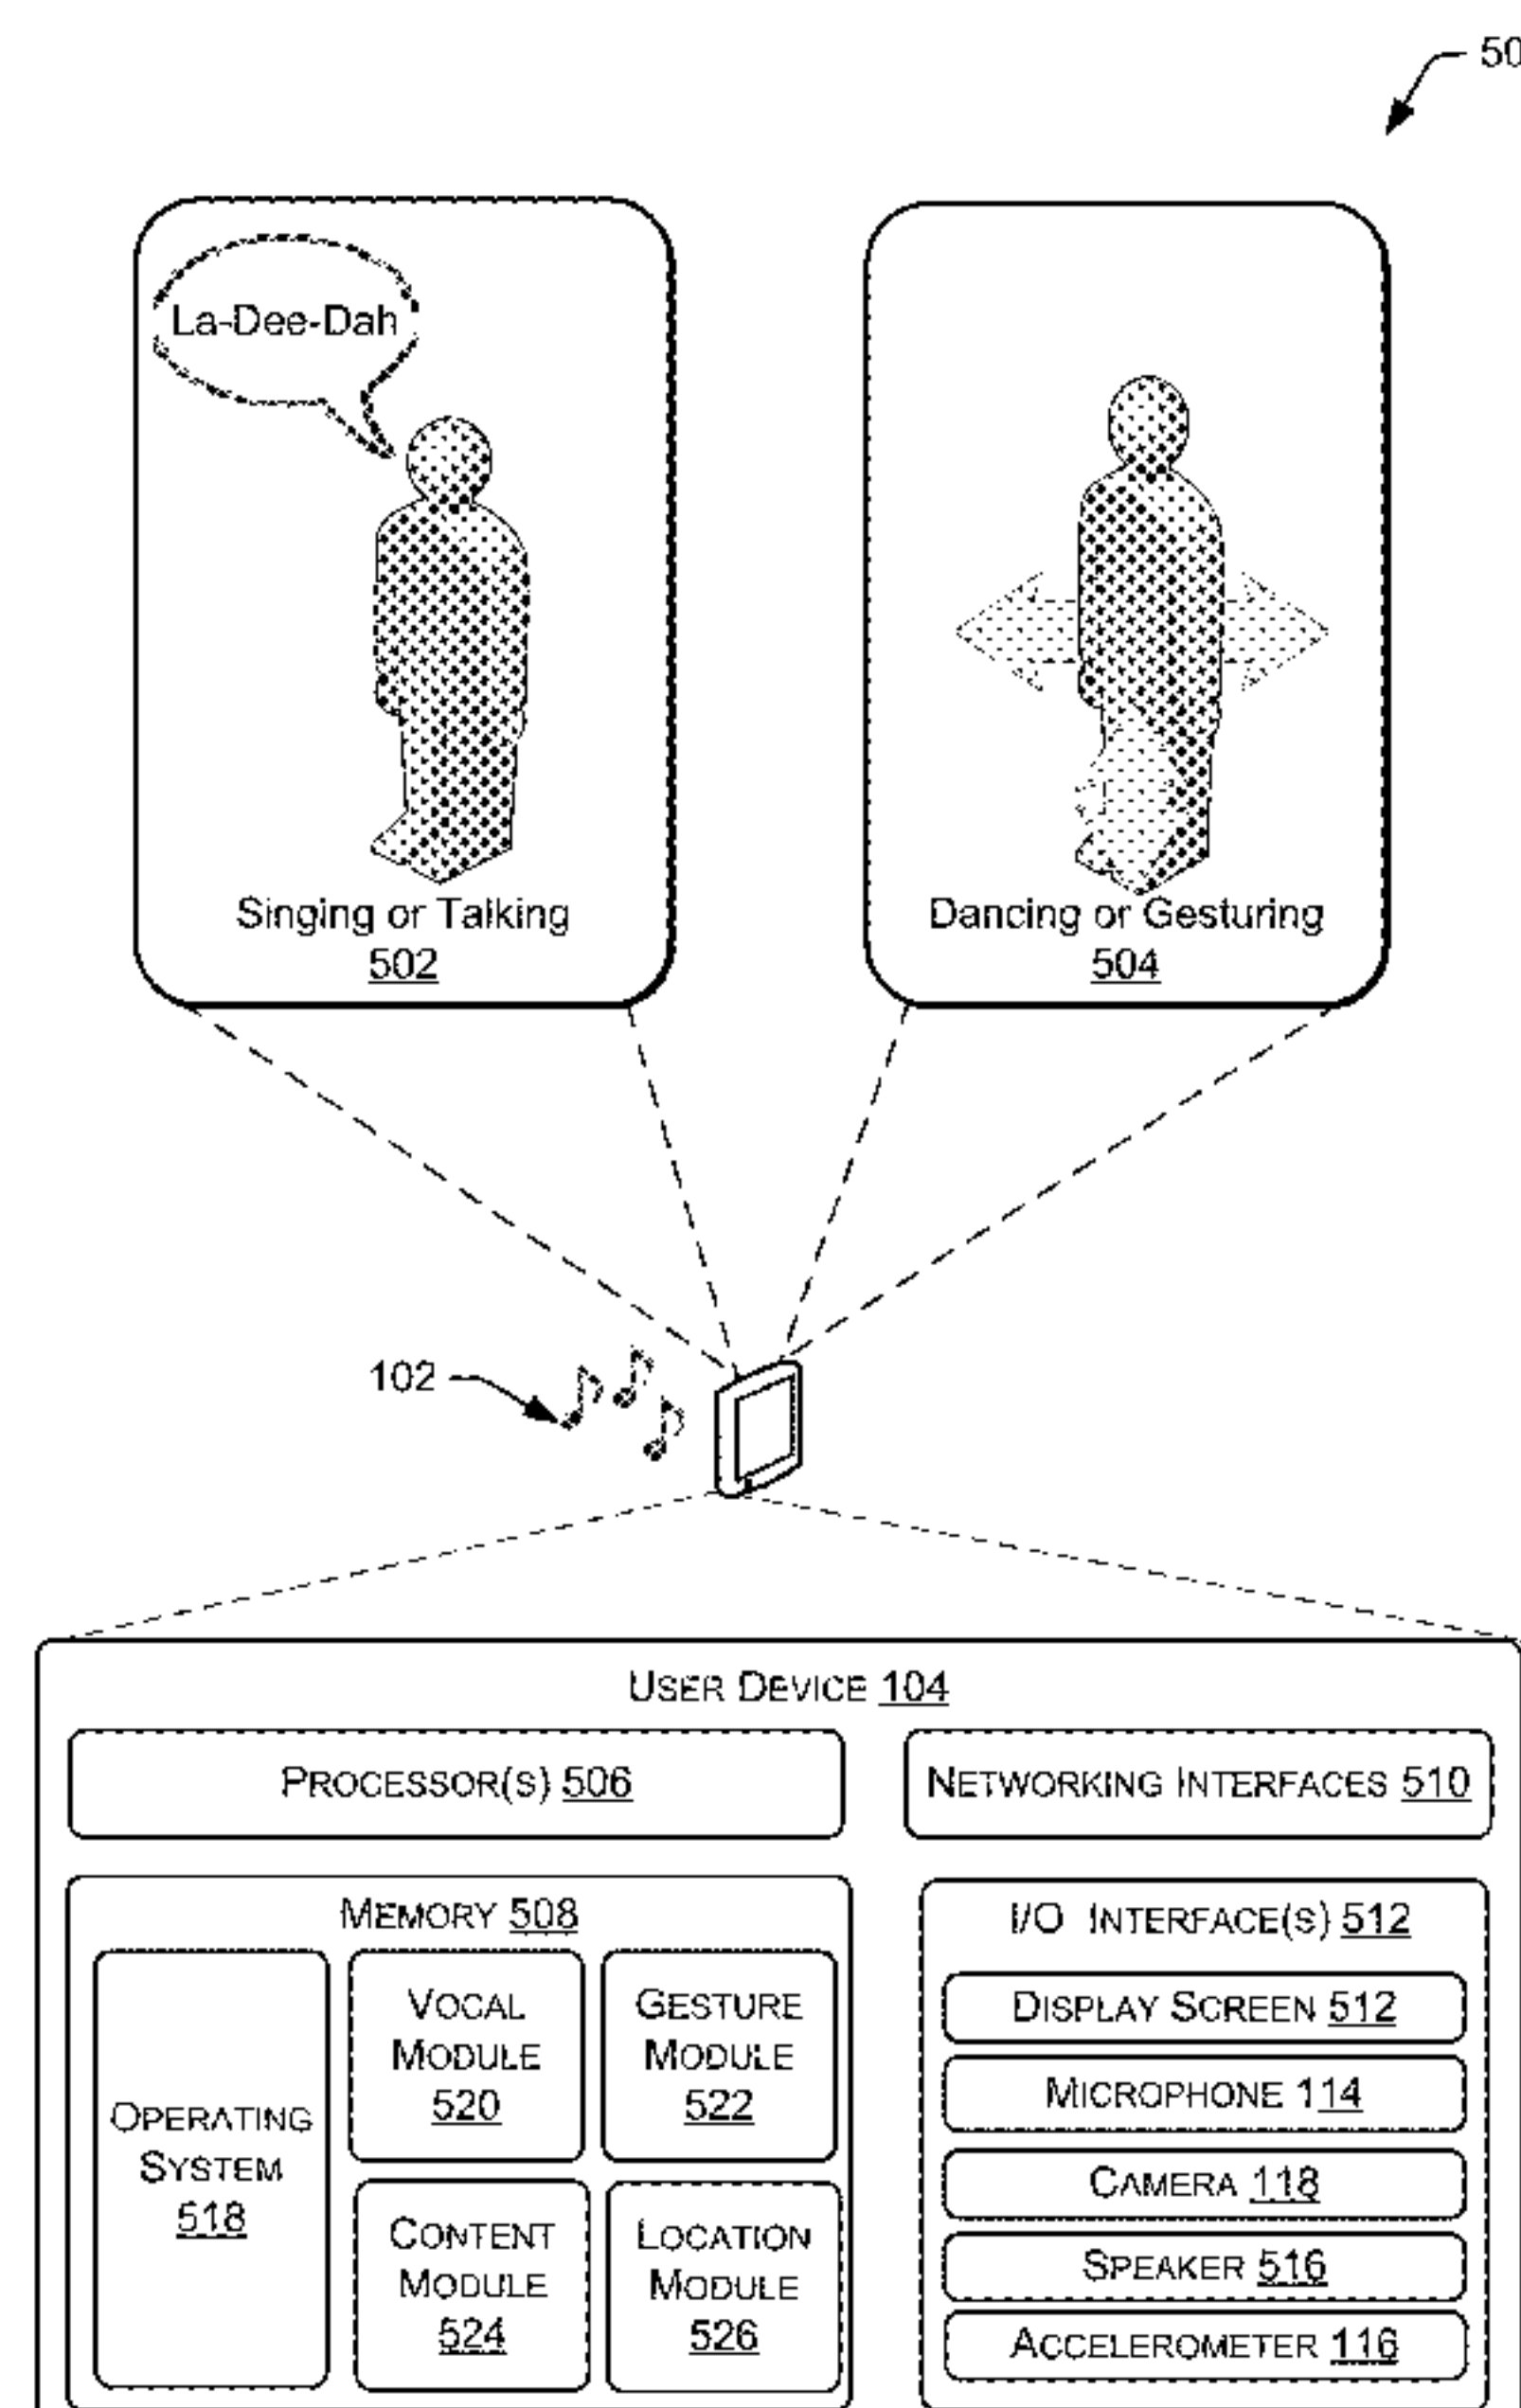 50
La-Dee-Dah
Singing or Talking
502
Dancing or Gesturing
504
102
USER DEVICE 104
PROCESSOR(S) 506
NETWORKING INTERFACES 510
MEMORY 508
OPERATING
SYSTEM
518
VOCAL
MODULE
520
GESTURE
MODULE
522
CONTENT
MODULE
524
LOCATION
MODULE
526
I/O INTERFACE(S) 512
DISPLAY SCREEN 512
MICROPHONE 114
CAMERA 118
SPEAKER 516
ACCELEROMETER 116